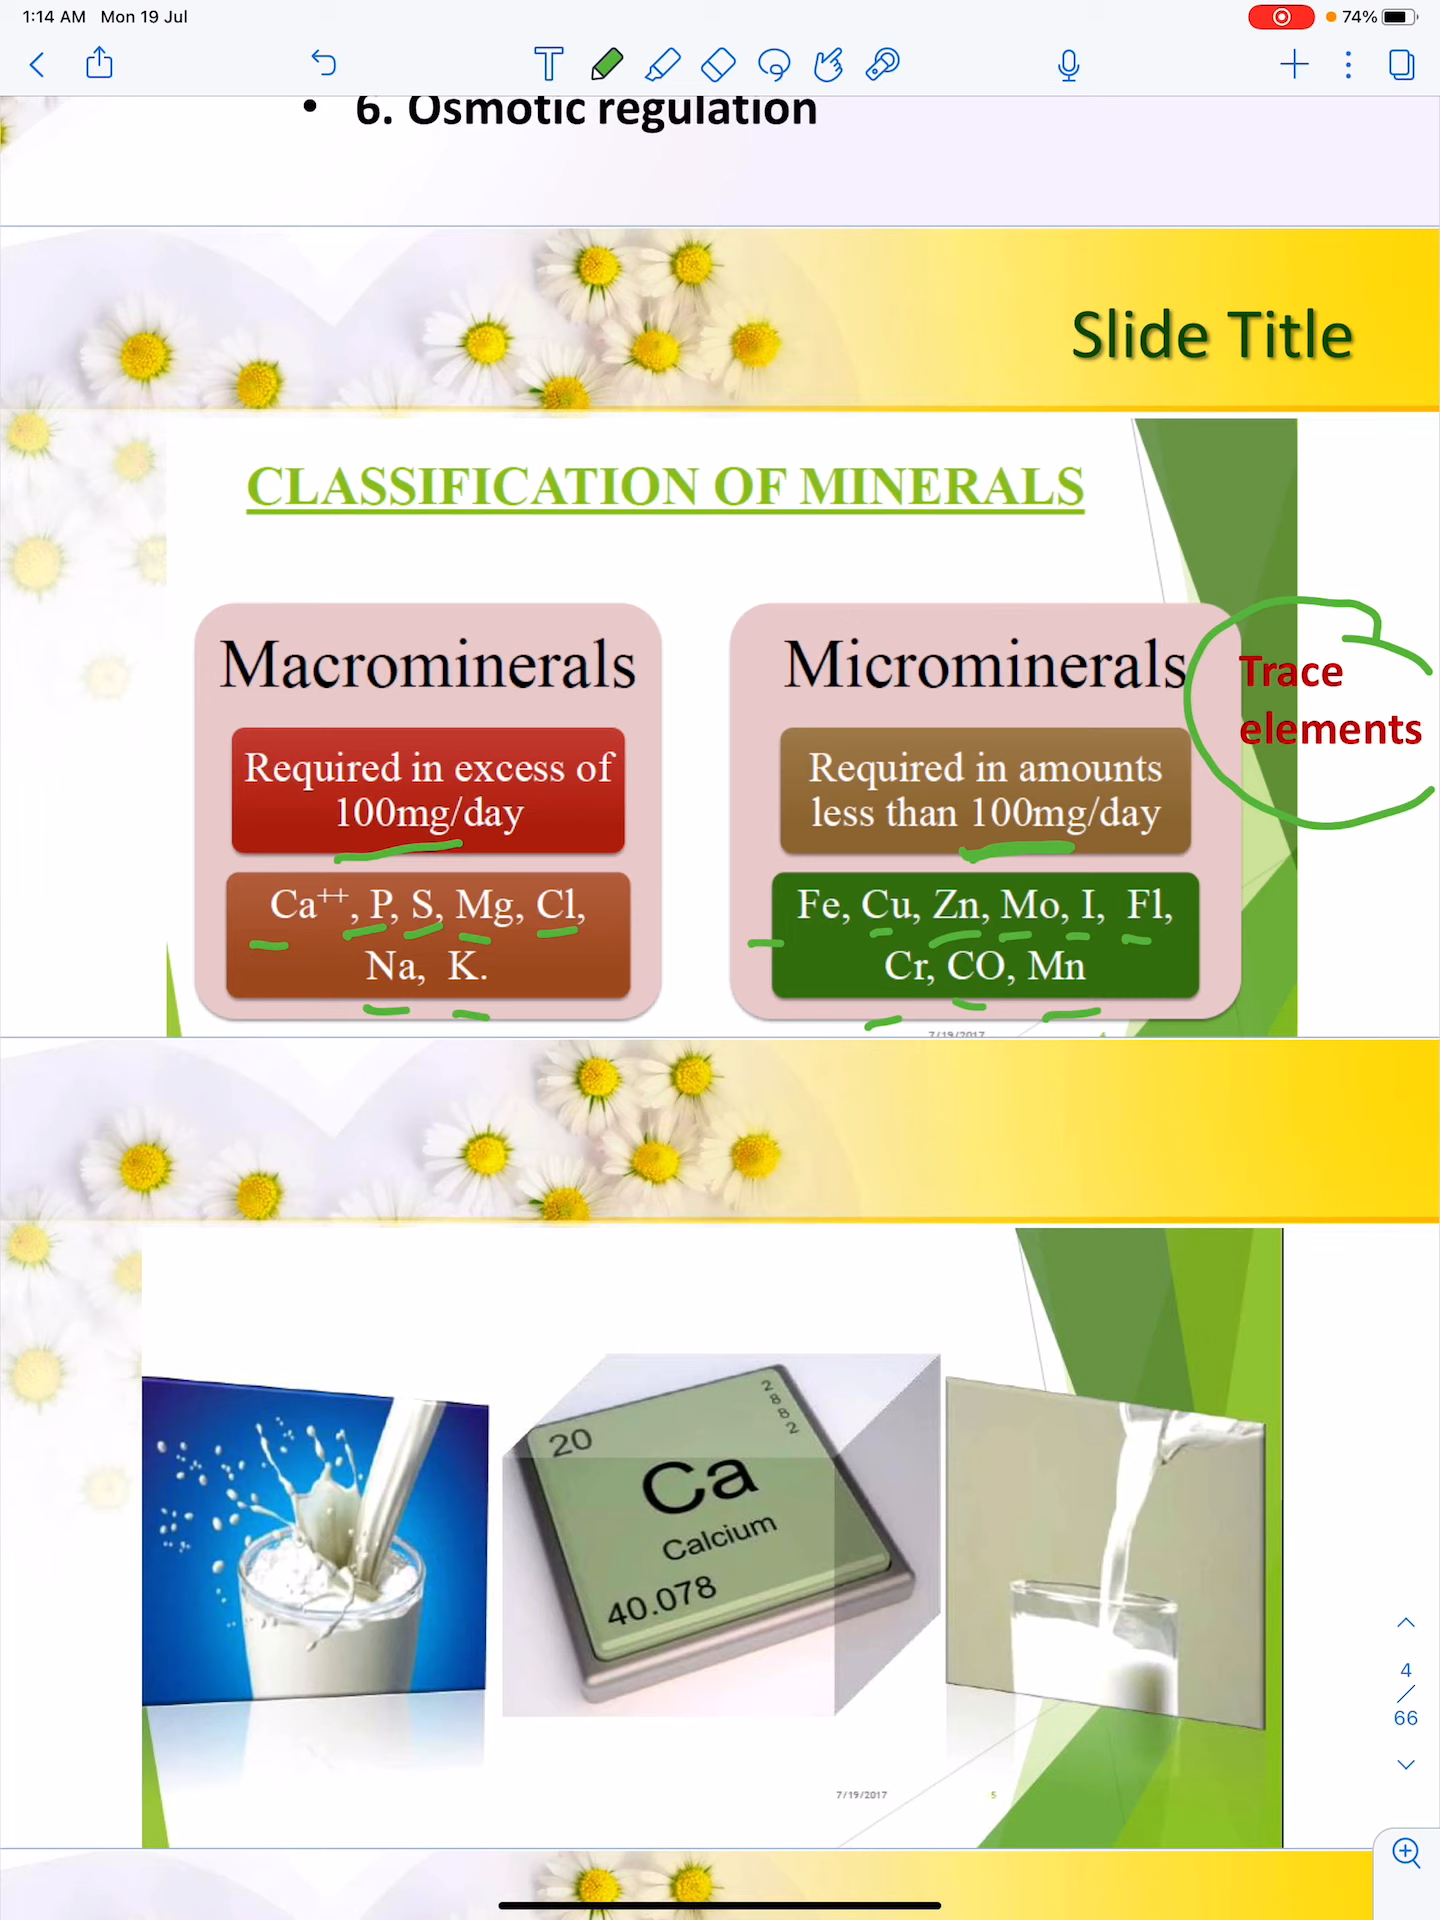 1:14 AM Mon 19 Jul
74%
• 6. Osmotic regulation
Slide Title
CLASSIFICATION OF MINERALS
Macrominerals
Required in excess of
100mg/day
Ca++, P, S, Mg, Cl,
Na, K.
Microminerals
Required in amounts
less than 100mg/day
Fe, Cu, Zn, Mo, I, Fl,
Cr, CO, Mn
Trace
elements
7/19/2017
20
2
8
8
2
Ca
Calcium
40.078
4
/
66
7/19/2017 5